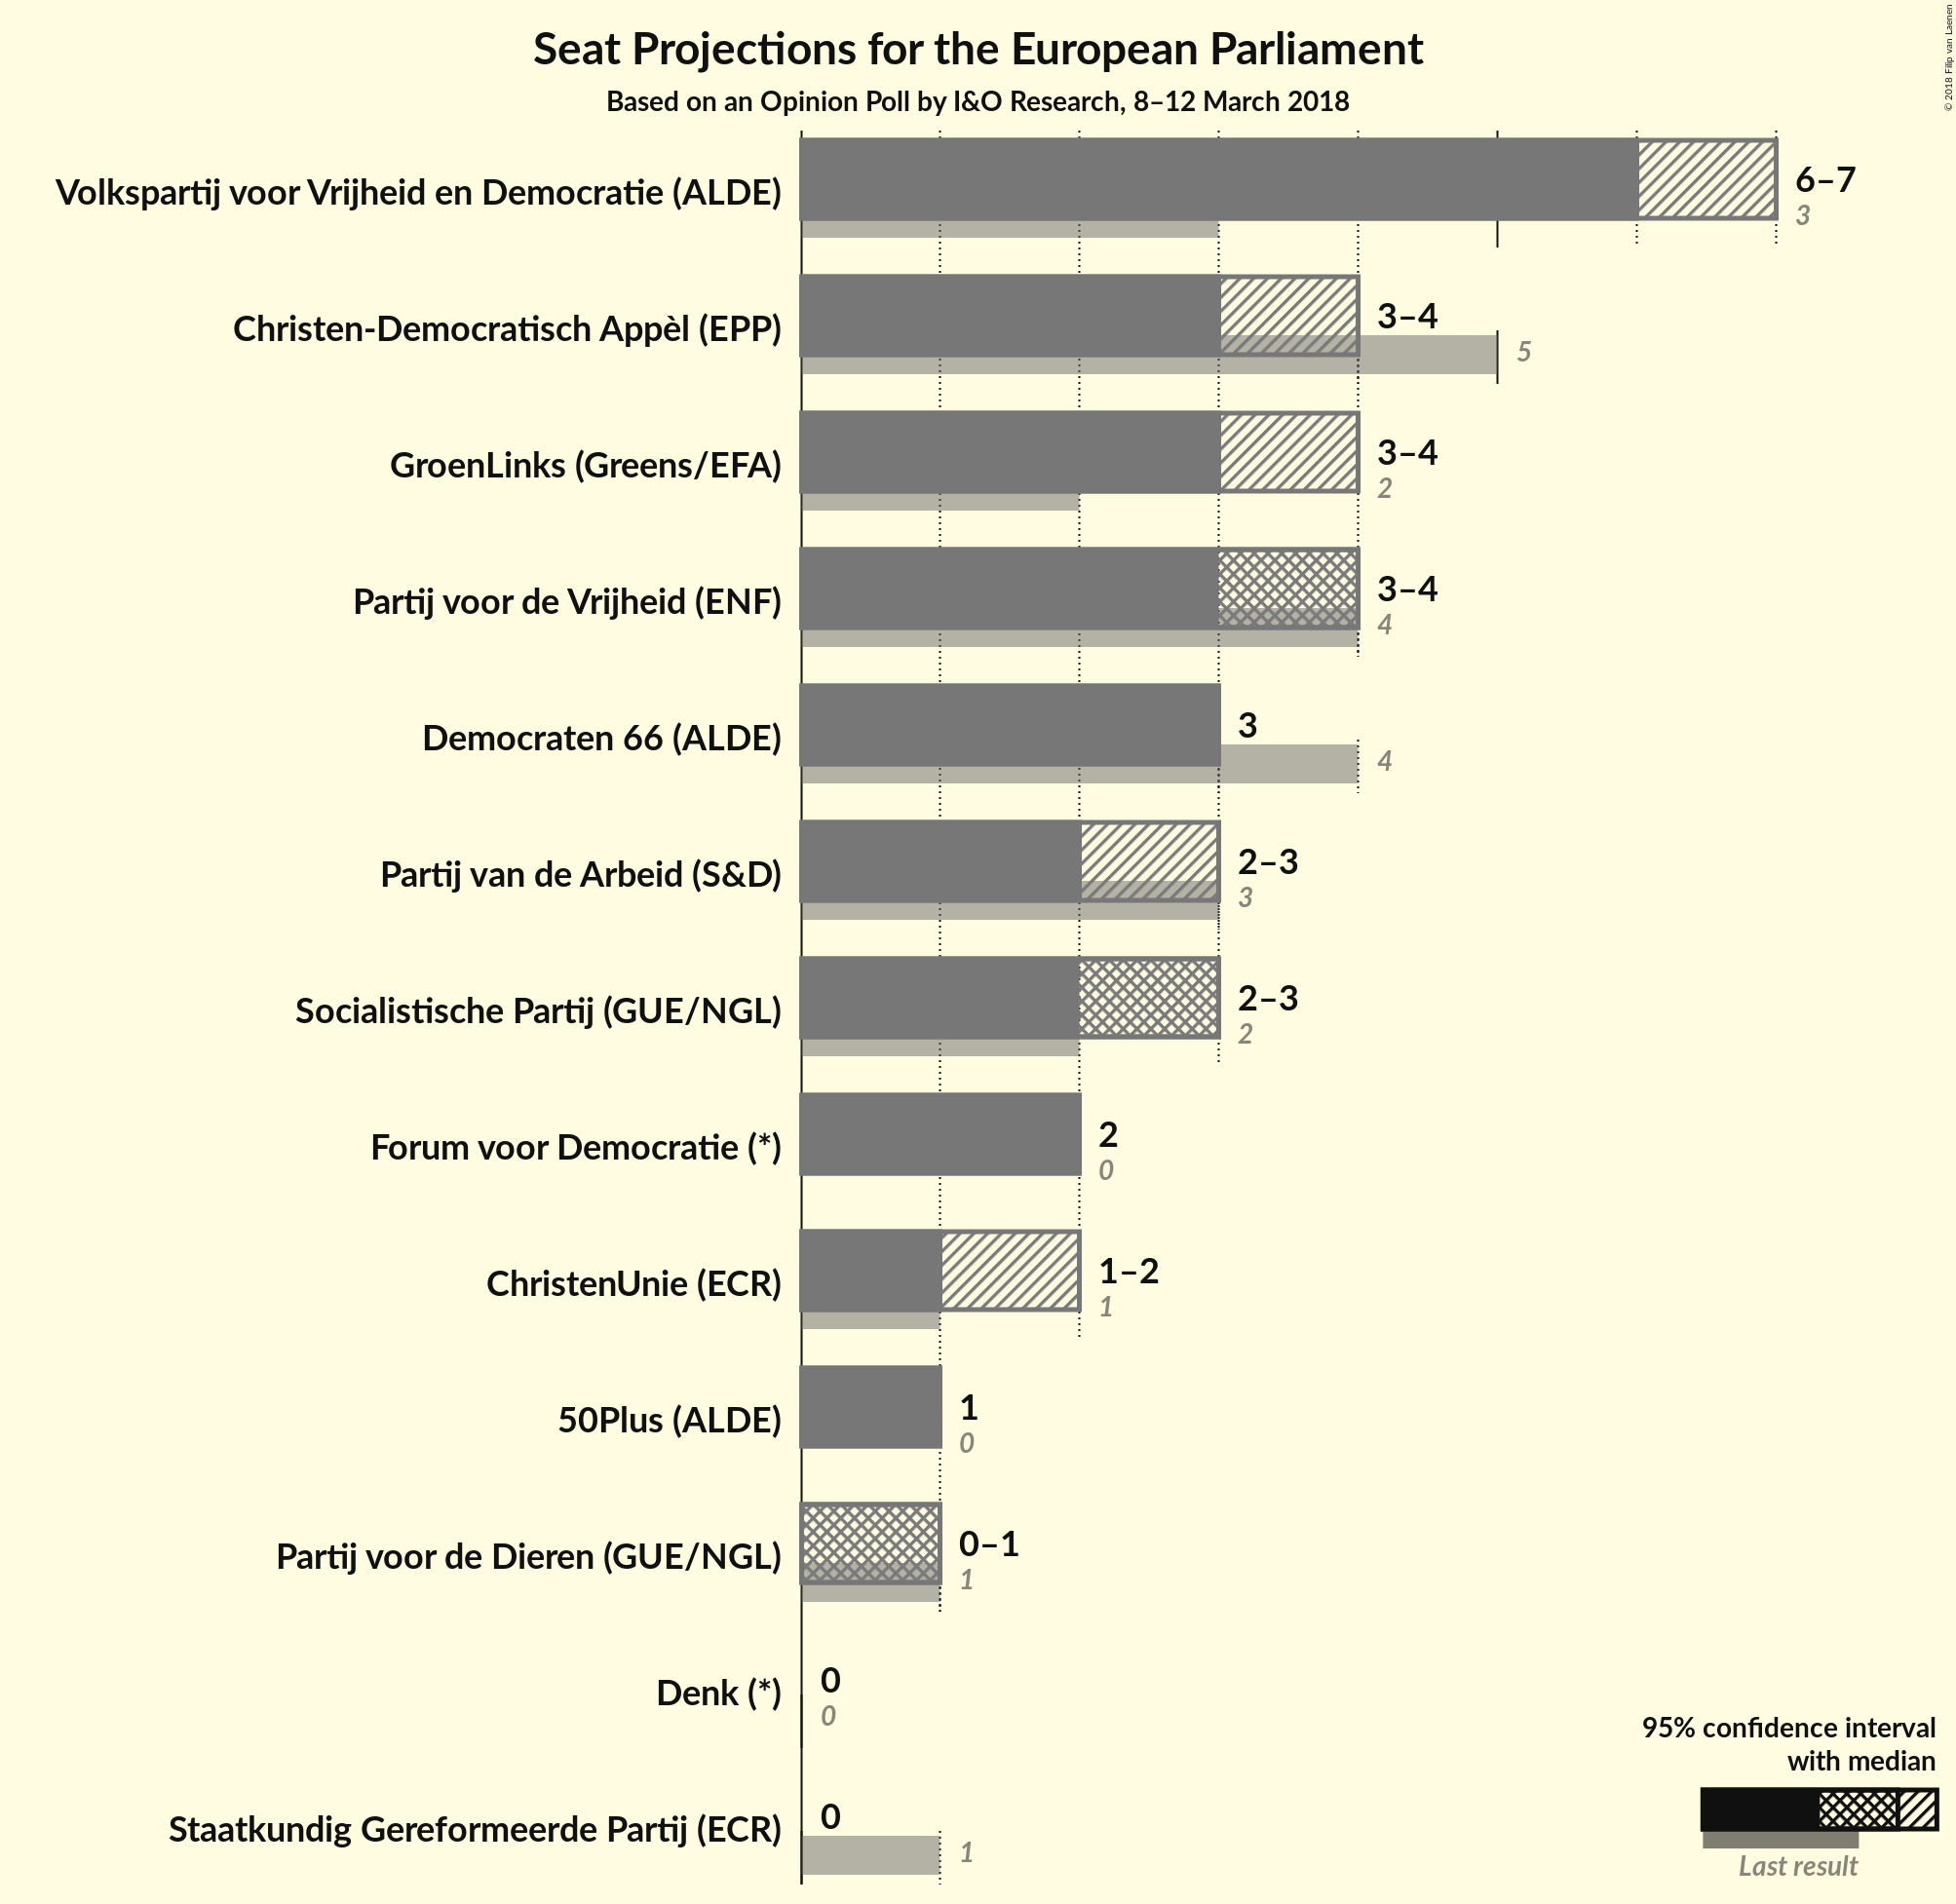 Seat Projections for the European Parliament
Based on an Opinion Poll by I&O Research, 8–12 March 2018
© 2018 Filip van Laenen
Volkspartij voor Vrijheid en Democratie (ALDE)
6–7
3
Christen-Democratisch Appèl (EPP)
3–4
5
GroenLinks (Greens/EFA)
3–4
2
Partij voor de Vrijheid (ENF)
3–4
4
Democraten 66 (ALDE)
3
4
Partij van de Arbeid (S&D)
2–3
3
Socialistische Partij (GUE/NGL)
2–3
2
Forum voor Democratie (*)
2
0
ChristenUnie (ECR)
1–2
1
50Plus (ALDE)
1
0
Partij voor de Dieren (GUE/NGL)
0–1
1
Denk (*)
0
0
Staatkundig Gereformeerde Partij (ECR)
0
1
95% confidence interval
with median
Last result